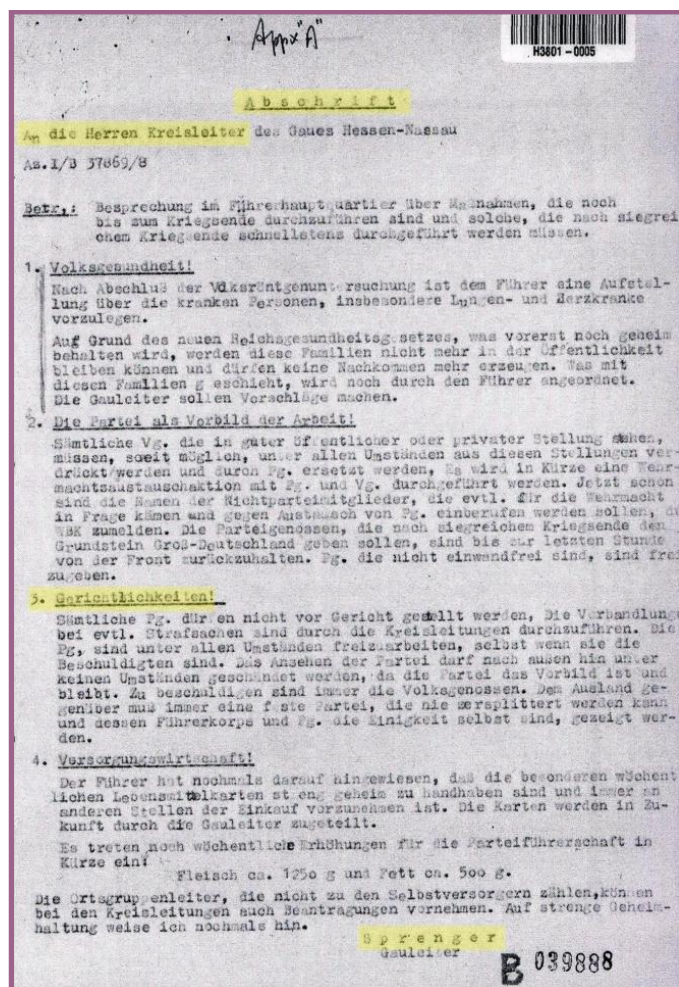 Appx "A"
H3801-0005
Abschrift
An die Herren Kreisleiter des Gaues Hessen-Nassau
As.I/B 37869/8
Betr.: Besprechung im Führerhauptquartier über Maßnahmen, die noch
bis zum Kriegsende durchzuführen sind und solche, die nach siegrei
chem Kriegsende schnellstens durchgeführt werden müssen.
1. Volksgesundheit!
Nach Abschluß der Volksröntgenuntersuchung ist dem Führer eine Aufstel-
lung über die kranken Personen, insbesondere Lungen- und Herzkranke
vorzulegen.
Auf Grund des neuen Reichsgesundheitsgesetzes, was vorerst noch geheim
behalten wird, werden diese Familien nicht mehr in der Öffentlichkeit
bleiben können und dürfen keine Nachkommen mehr erzeugen. Was mit
diesen Familien g eschieht, wird noch durch den Führer angeordnet.
Die Gauleiter sollen Vorschläge machen.
2. Die Partei als Vorbild der Arbeit!
Sämtliche Vg. die in guter öffentlicher oder privater Stellung stehen,
müssen, soweit möglich, unter allen Umständen aus diesen Stellungen ver-
drückt werden und durch Pg. ersetzt werden, Es wird in Kürze eine Wehr-
machtsaustauschaktion mit Pg. und Vg. durchgeführt werden. Jetzt schon
sind die Namen der Nichtparteimitglieder, die evtl. für die Wehrmacht
in Frage kämen und gegen Austausch von Pg. einberufen werden sollen, d
WBK zumelden. Die Parteigenossen, die nach siegreichem Kriegsende den
Grundstein Groß-Deutschland geben sollen, sind bis zur letzten Stunde
von der Front zurückzuhalten. Pg. die nicht einwandfrei sind, sind frei
zugeben.
3. Gerichtlichkeiten!
Sämtliche Pg. dürfen nicht vor Gericht gestellt werden, Die Verhandlung
bei evtl. Strafsachen sind durch die Kreisleitungen durchzuführen. Die
Pg, sind unter allen Umständen freizuarbeiten, selbst wenn sie die
Beschuldigten sind. Das Ansehen der Partei darf nach aussen hin unter
keinen Umständen geschändet werden, da die Partei das Vorbild ist und
bleibt. Zu beschuldigen sind immer die Volksgenossen. Dem Ausland ge-
genüber muß immer eine feste Partei, die nie zersplittert werden kann
und dessen Führerkorps und Pg. die Einigkeit selbst sind, gezeigt wer-
den.
4. Versorgungswirtschaft!
Der Führer hat nochmals darauf hingewiesen, daß die besonderen wöchent
lichen Lebensmittelkarten st eng geheim zu handhaben sind und immer an
anderen Stellen der Einkauf vorzunehmen ist. Die Karten werden in Zu-
kunft durch die Gauleiter zugeteilt.
Es treten noch wöchentliche Erhöhungen für die Parteiführerschaft in
Kürze ein:
Fleisch ca. 1250 g und Fett ca. 500 g.
Die Ortsgruppenleiter, die nicht zu den Selbstversorgern zählen,können
bei den Kreisleitungen auch Beantragungen vornehmen. Auf strenge Geheim-
haltung weise ich nochmals hin.
Sprenger
Gauleiter
B 039888